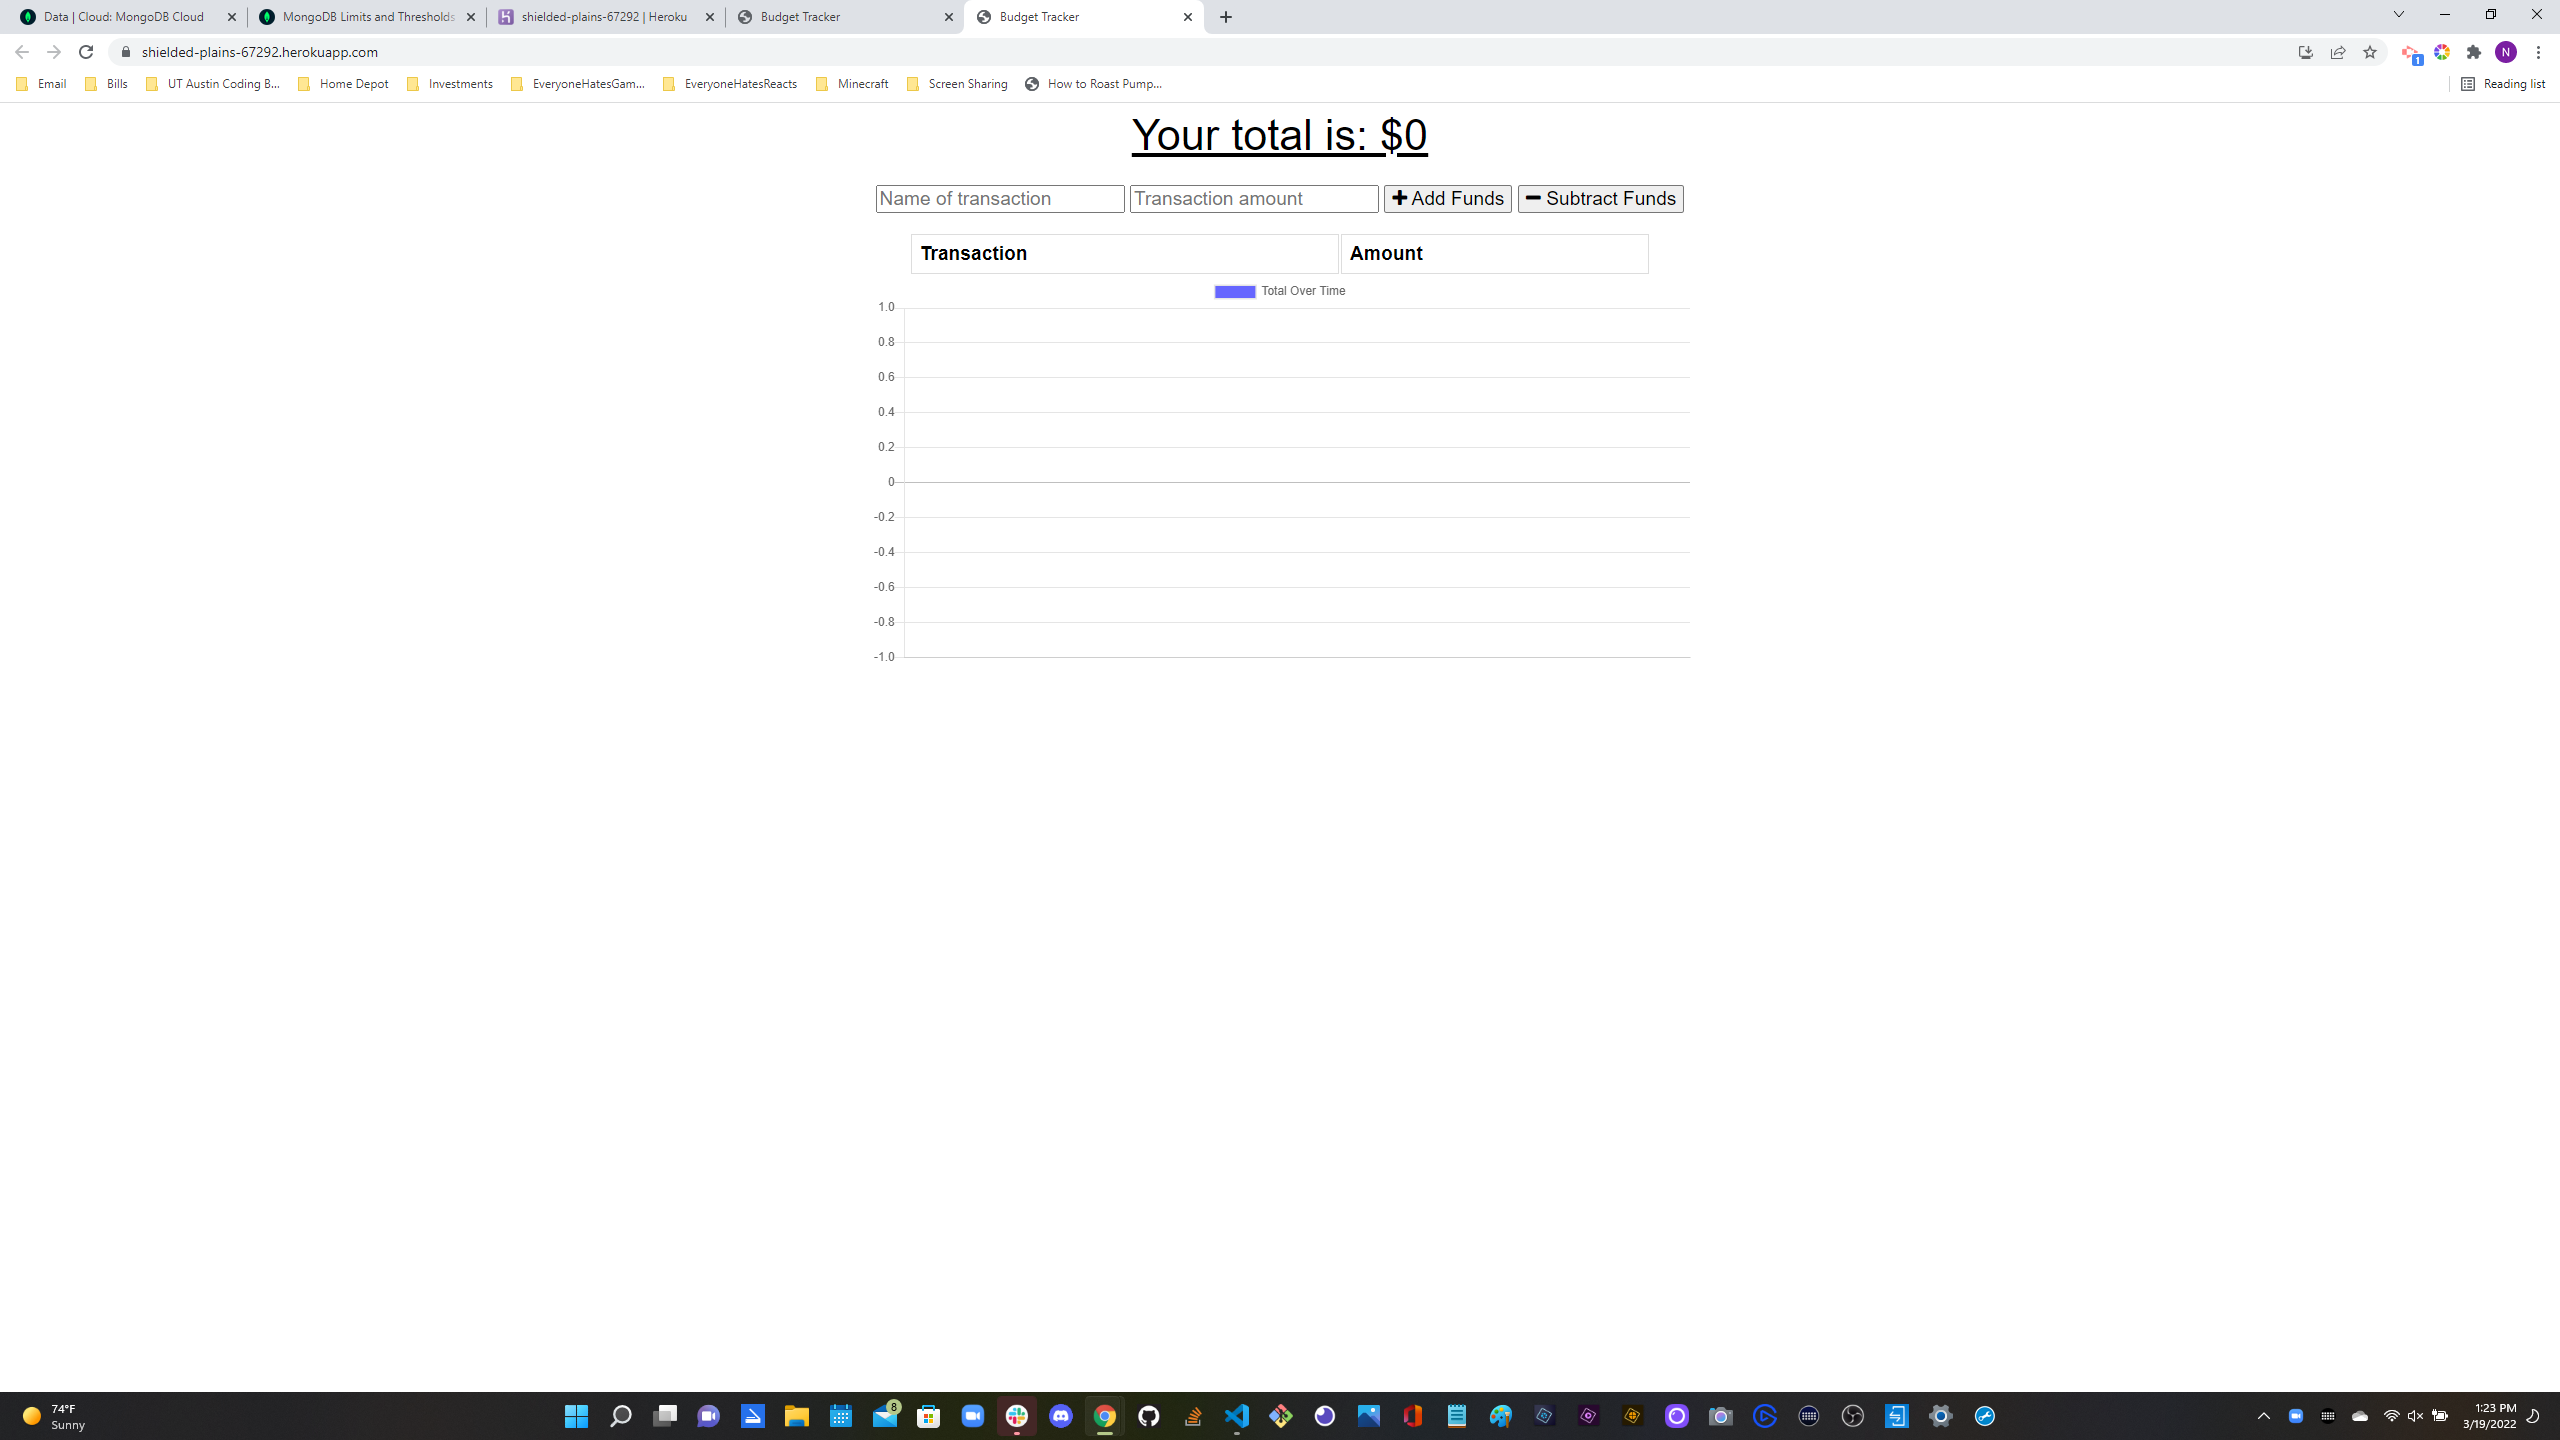 Data | Cloud: MongoDB Cloud
MongoDB Limits and Thresholds
shielded-plains-67292 | Heroku
Budget Tracker
Budget Tracker
shielded-plains-67292.herokuapp.com
1
N
Email
Bills
UT Austin Coding B...
Home Depot
Investments
EveryoneHatesGam...
EveryoneHatesReacts
Minecraft
Screen Sharing
How to Roast Pump...
Reading list
Your total is: $0
Name of transaction
Transaction amount
Add Funds
Subtract Funds
Transaction
Amount
Total Over Time
1.0
0.8
0.6
0.4
0.2
0
-0.2
-0.4
-0.6
-0.8
-1.0
74°F
Sunny
8
1:23 PM
3/19/2022